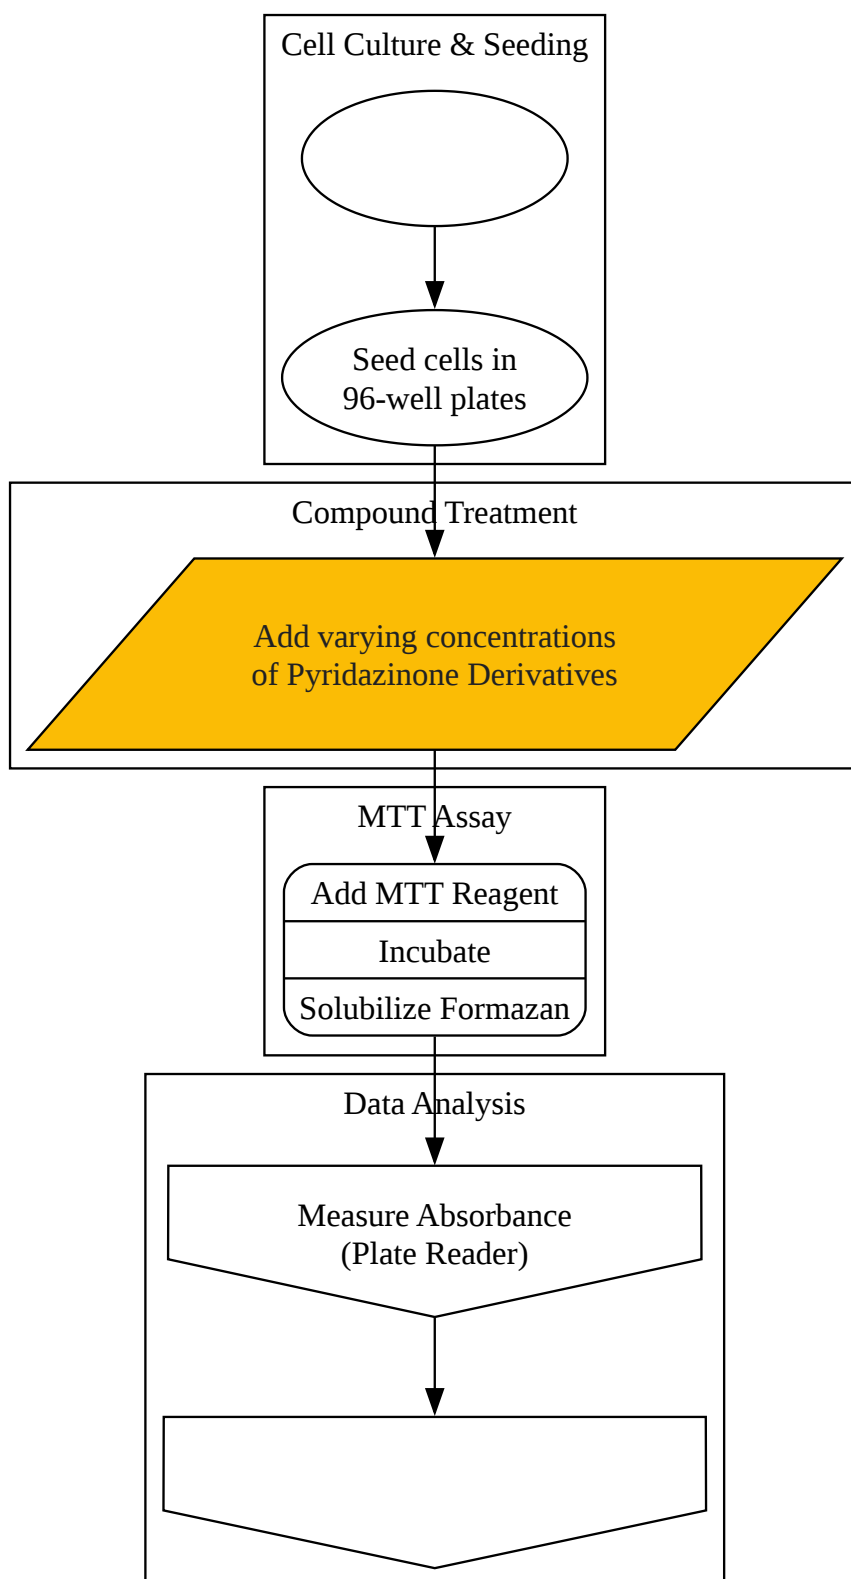 Cell Culture & Seeding
Seed cells in
96-well plates
Compound Treatment
Add varying concentrations
of Pyridazinone Derivatives
MTT Assay
Add MTT Reagent
Incubate
Solubilize Formazan
Data Analysis
Measure Absorbance
(Plate Reader)